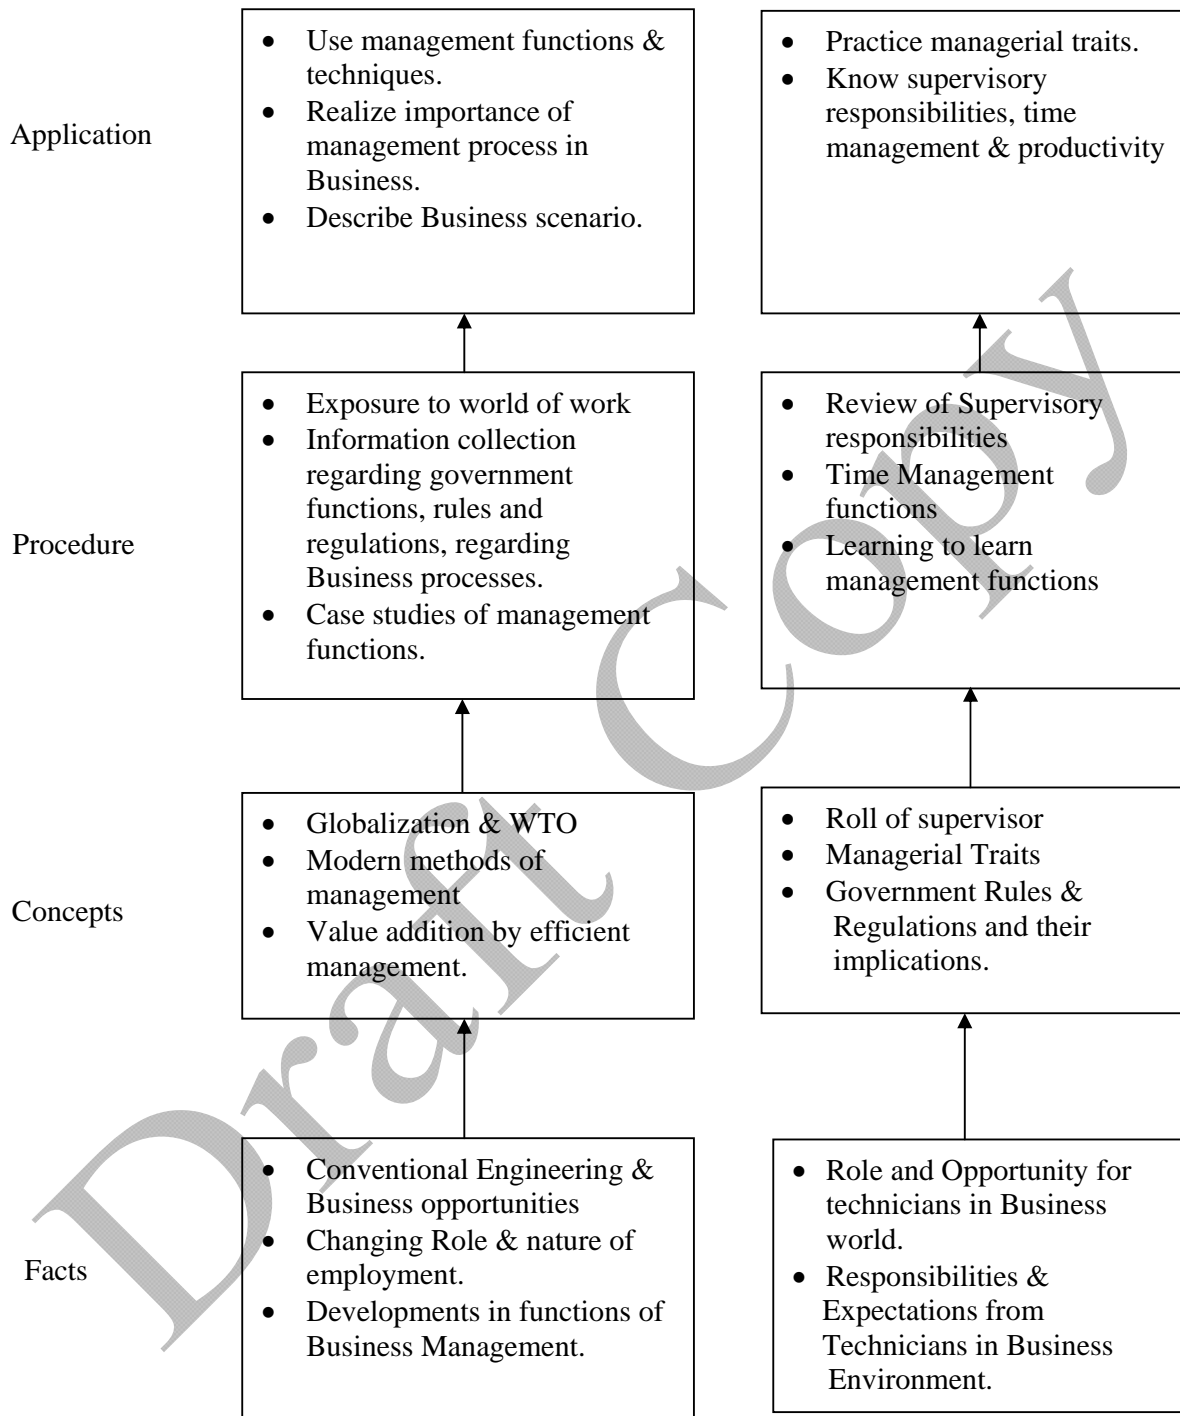 Application
• Use management functions &
techniques.
• Realize importance of
management process in
Business.
• Describe Business scenario.
• Practice managerial traits.
• Know supervisory
responsibilities, time
management & productivity
Procedure
• Exposure to world of work
• Information collection
regarding government
functions, rules and
regulations, regarding
Business processes.
• Case studies of management
functions.
• Review of Supervisory
responsibilities
• Time Management
functions
• Learning to learn
management functions
Concepts
• Globalization & WTO
• Modern methods of
management
• Value addition by efficient
management.
• Roll of supervisor
• Managerial Traits
• Government Rules &
Regulations and their
implications.
Facts
• Conventional Engineering &
Business opportunities
• Changing Role & nature of
employment.
• Developments in functions of
Business Management.
• Role and Opportunity for
technicians in Business
world.
• Responsibilities &
Expectations from
Technicians in Business
Environment.
Draft Copy